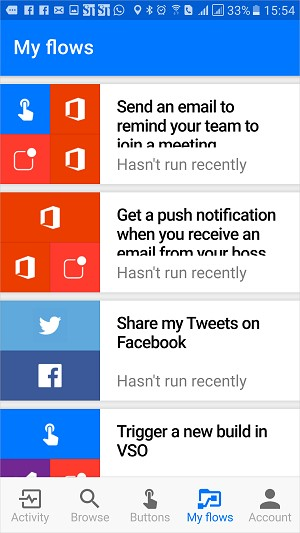 33% 15:54
My flows
Send an email to
remind your team to
join a meeting
Hasn't run recently
Get a push notification
when you receive an
email from your boss
Hasn't run recently
Share my Tweets on
Facebook
Hasn't run recently
Trigger a new build in
VSO
Activity Browse Buttons My flows Account